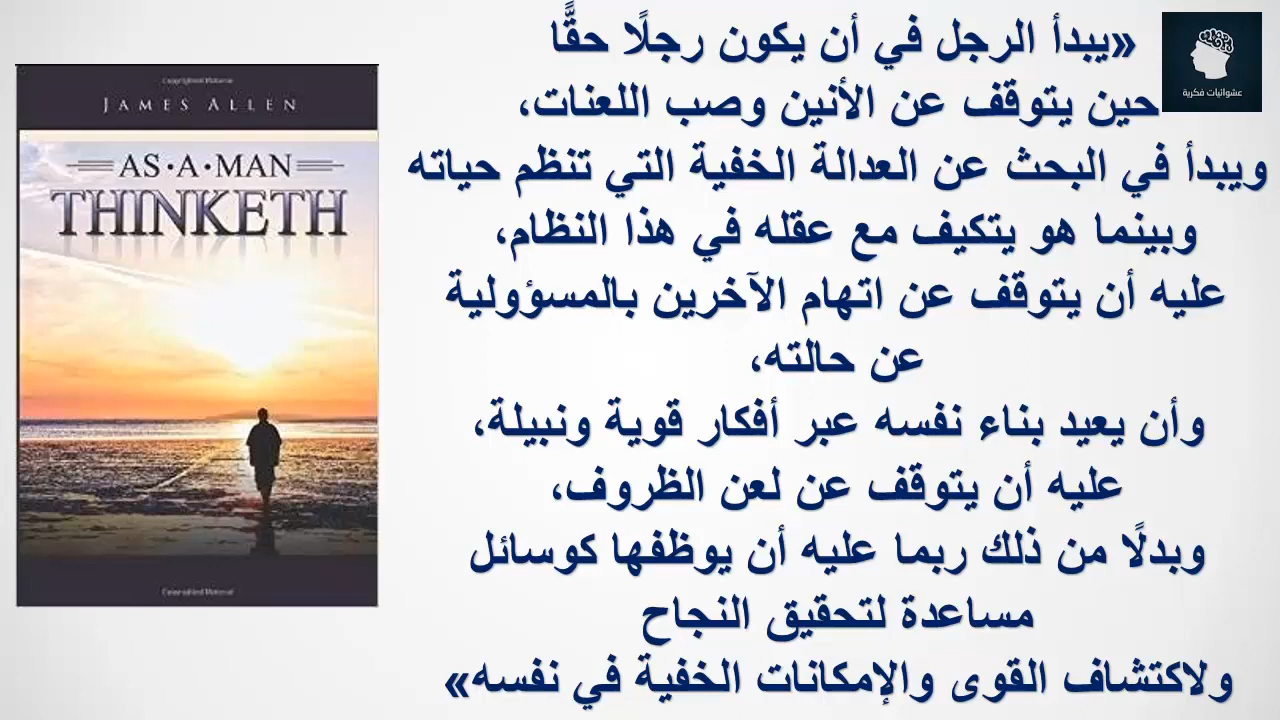 «يبدأ الرجل في أن يكون رجلًا حقًّا
حين يتوقف عن الأنين وصب اللعنات،
ويبدأ في البحث عن العدالة الخفية التي تنظم حياته
وبينما هو يتكيف مع عقله في هذا النظام،
عليه أن يتوقف عن اتهام الآخرين بالمسؤولية
عن حالته،
وأن يعيد بناء نفسه عبر أفكار قوية ونبيلة،
عليه أن يتوقف عن لعن الظروف،
وبدلًا من ذلك ربما عليه أن يوظفها كوسائل
مساعدة لتحقيق النجاح
ولاكتشاف القوى والإمكانات الخفية في نفسه»
عشوائيات فكرية
Copyrighted Material
JAMES ALLEN
AS·A·MAN
THINKETH
Copyrighted Material